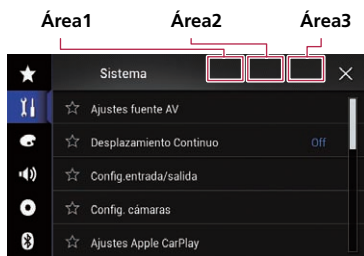 Área1 Área2 Área3
Sistema
Ajustes fuente AV
Desplazamiento Continuo Off
Config.entrada/salida
Config. cámaras
Ajustes Apple CarPlay